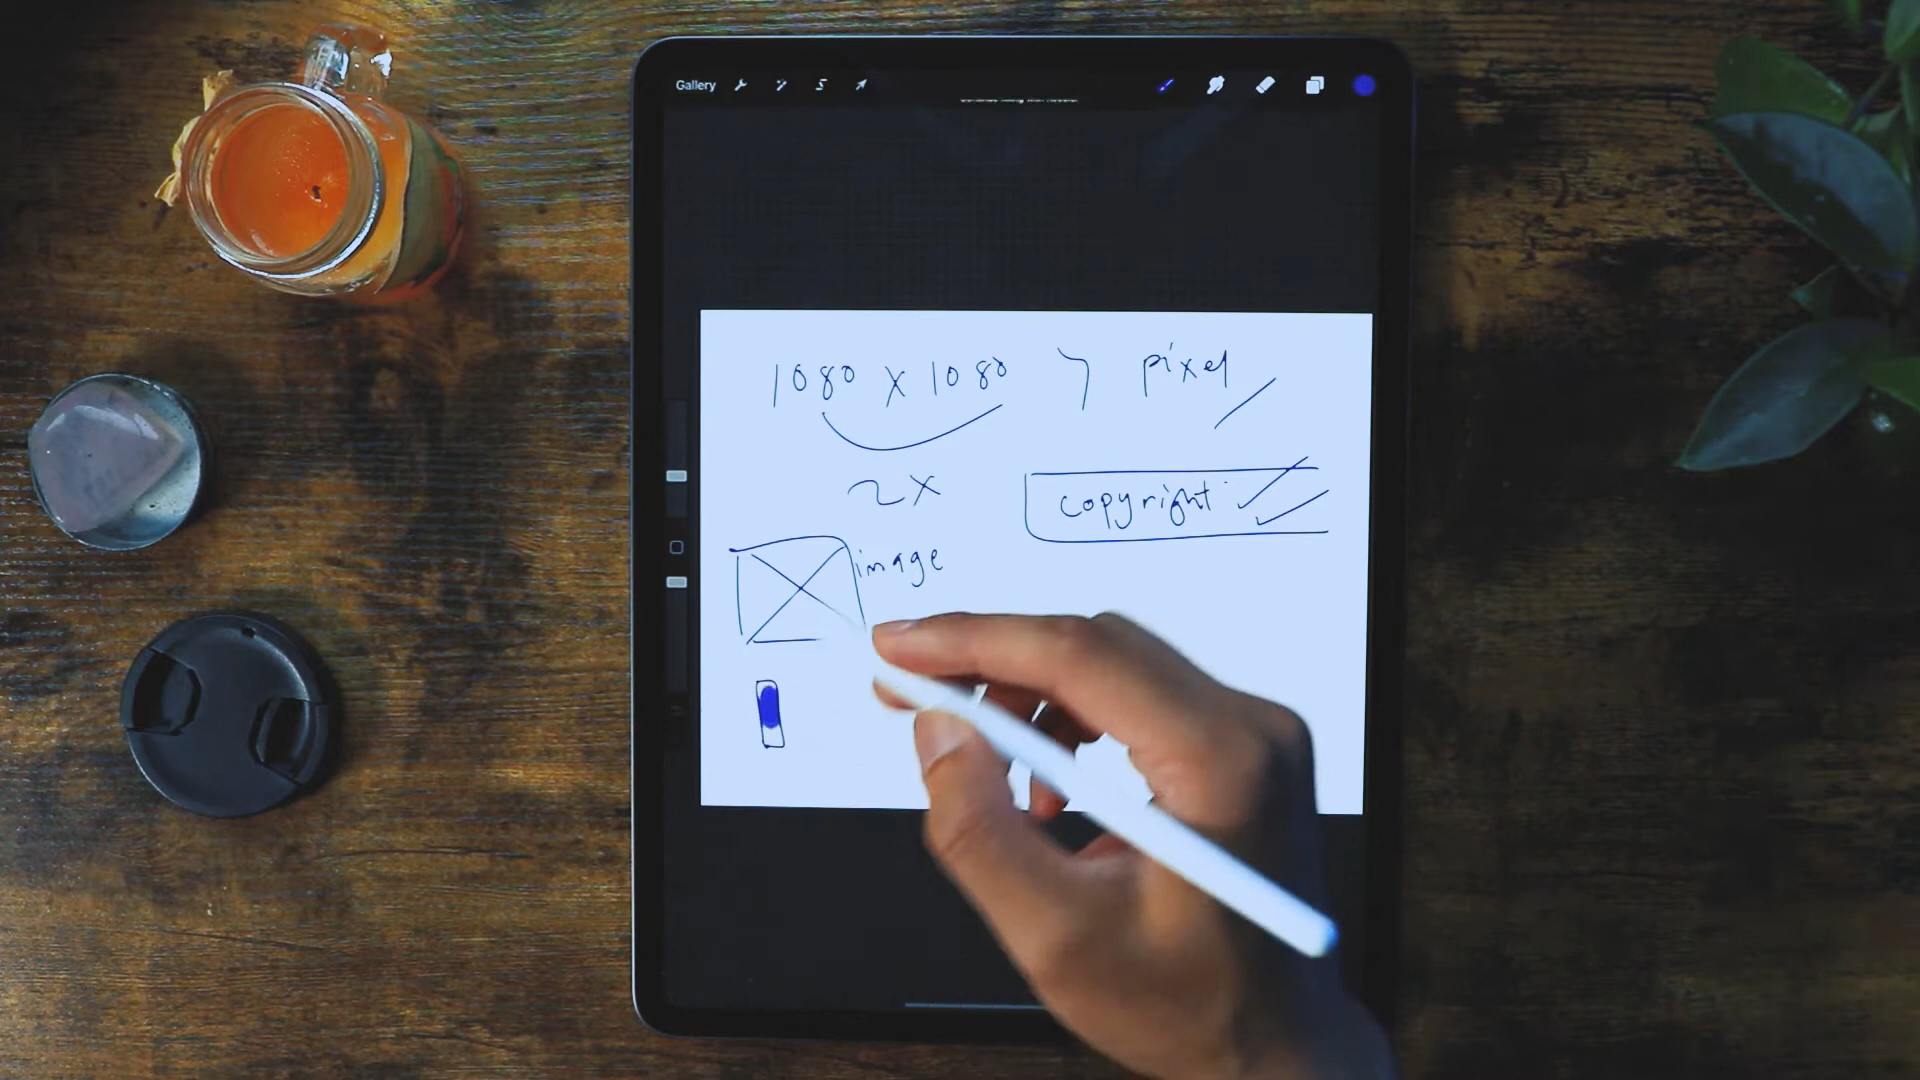 Gallery
1080 x 1080 pixel
2x
copyright
image